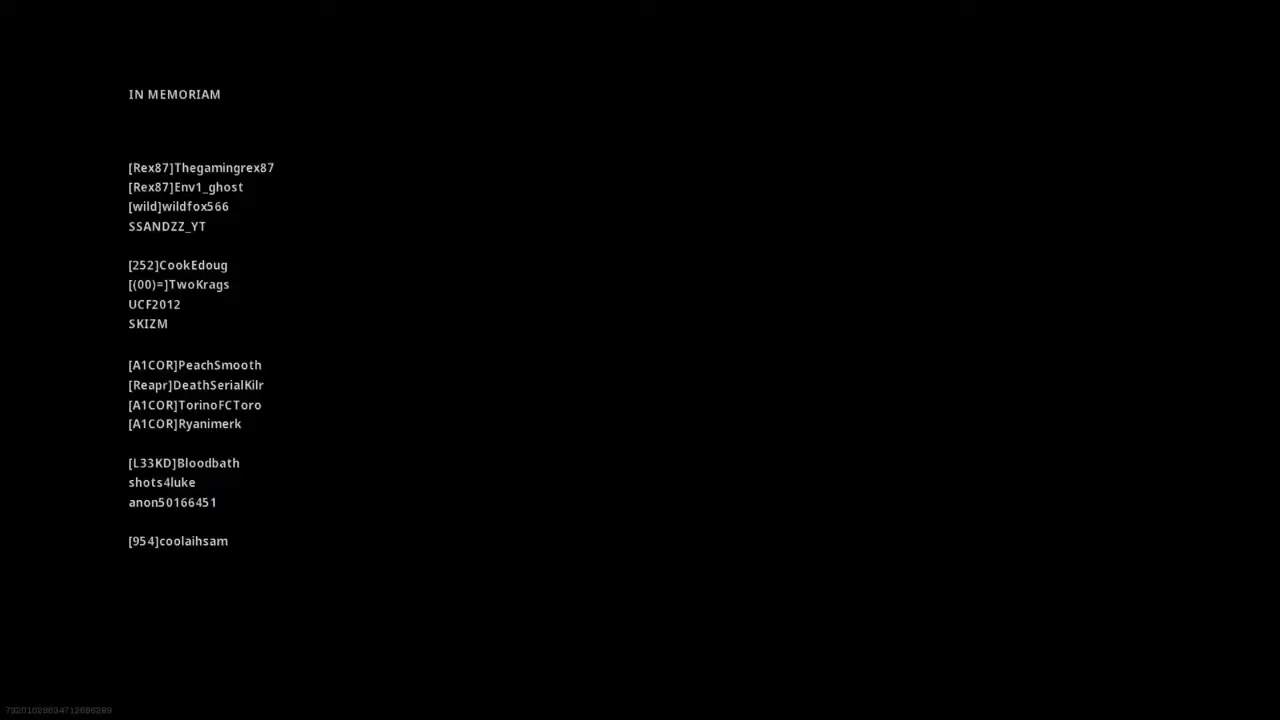 IN MEMORIAM
[Rex87]Thegamingrex87
[Rex87]Env1_ghost
[wild]wildfox566
SSANDZZ_YT
[252]CookEdoug
[(00)=]TwoKrags
UCF2012
SKIZM
[A1COR]PeachSmooth
[Reapr]DeathSerialKilr
[A1COR]TorinoFCToro
[A1COR]Ryanimerk
[L33KD]Bloodbath
shots4luke
anon50166451
[954]coolaihsam